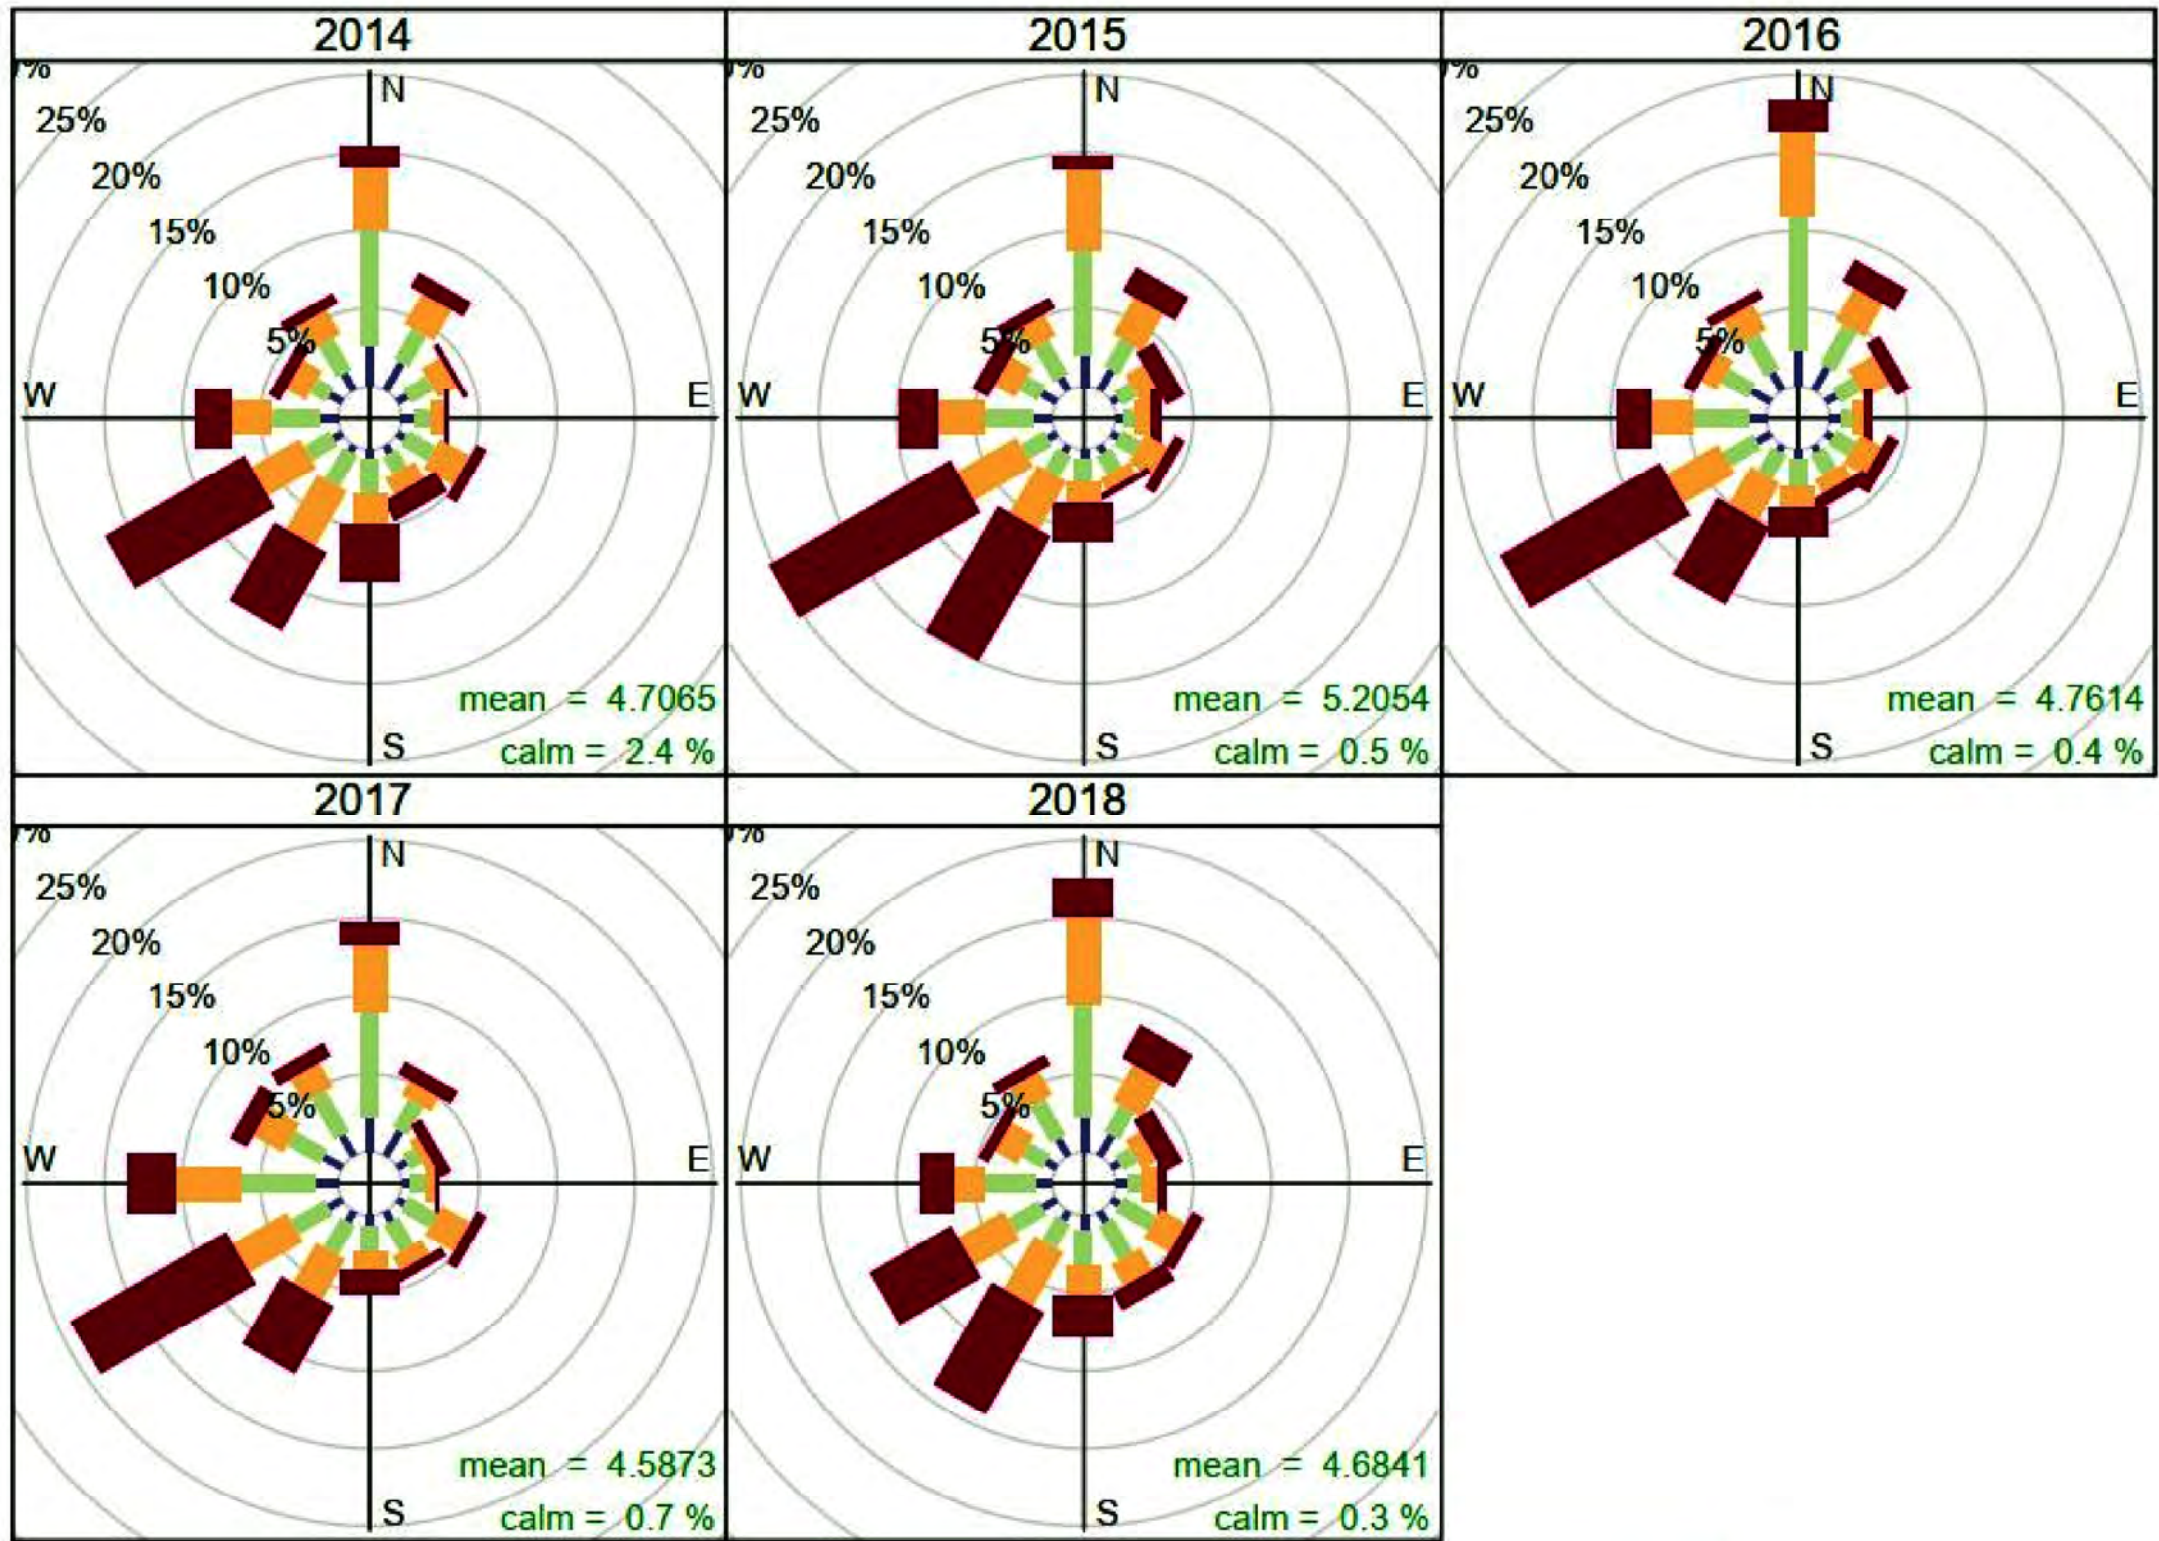 2014
2015
2016
%
N
25%
20%
15%
10%
5%
W
E
S
mean = 4.7065
calm = 2.4 %
%
N
25%
20%
15%
10%
5%
W
E
S
mean = 5.2054
calm = 0.5 %
%
N
25%
20%
15%
10%
5%
W
E
S
mean = 4.7614
calm = 0.4 %
2017
2018
%
N
25%
20%
15%
10%
5%
W
E
S
mean = 4.5873
calm = 0.7 %
%
N
25%
20%
15%
10%
5%
W
E
S
mean = 4.6841
calm = 0.3 %